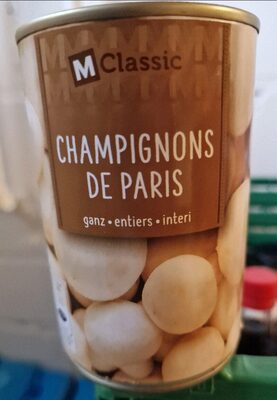 M Classic
CHAMPIGNONS
DE PARIS
ganz • entiers • interi